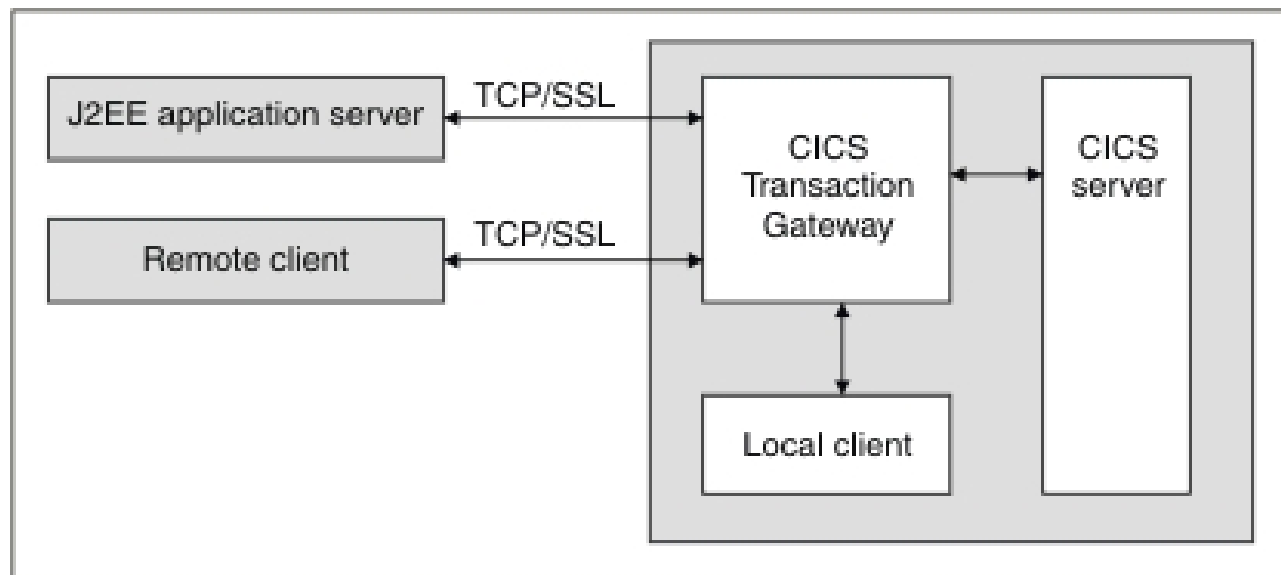 J2EE application server
TCP/SSL
Remote client
TCP/SSL
CICS
Transaction
Gateway
CICS
server
Local client